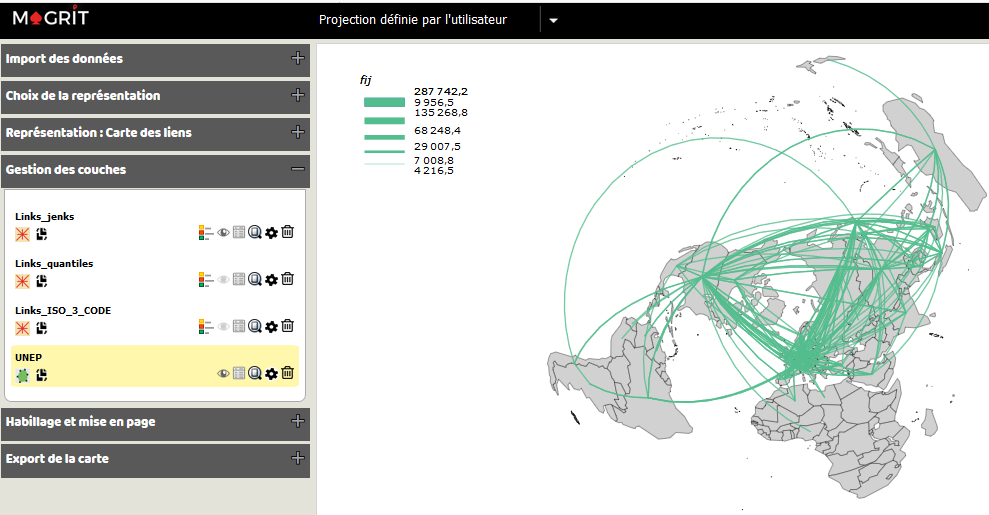 MAGRIT
Projection définie par l'utilisateur
Import des données
Choix de la représentation
Représentation : Carte des liens
Gestion des couches
Links_jenks
Links_quantiles
Links_ISO_3_CODE
UNEP
Habillage et mise en page
Export de la carte
fij
287 742,2
9 956,5
135 268,8
68 248,4
29 007,5
7 008,8
4 216,5